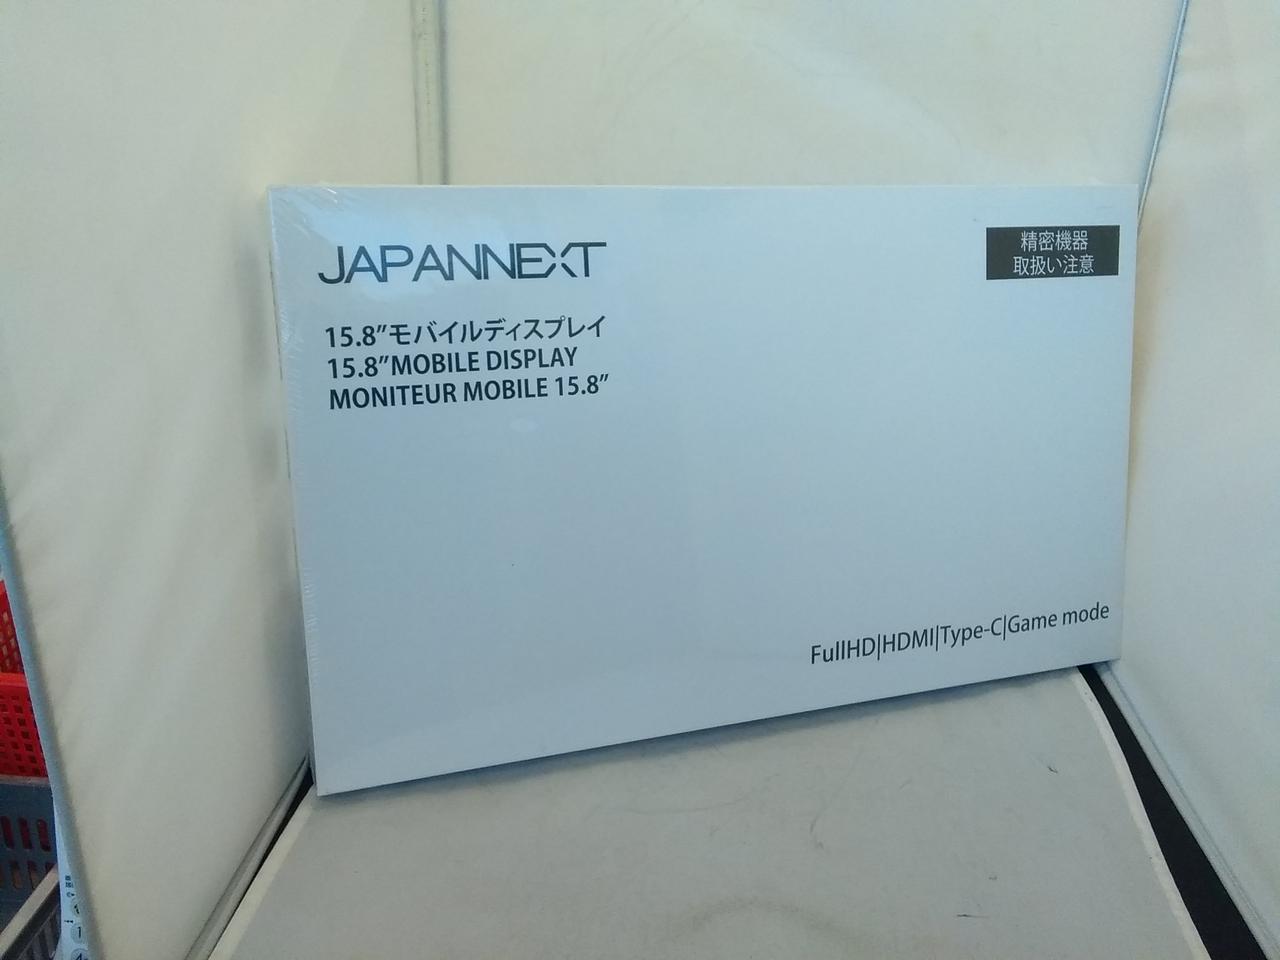 JAPANNEXT
精密機器
取扱い注意
15.8”モバイルディスプレイ
15.8”MOBILE DISPLAY
MONITEUR MOBILE 15.8”
FullHD|HDMI|Type-C|Game mode